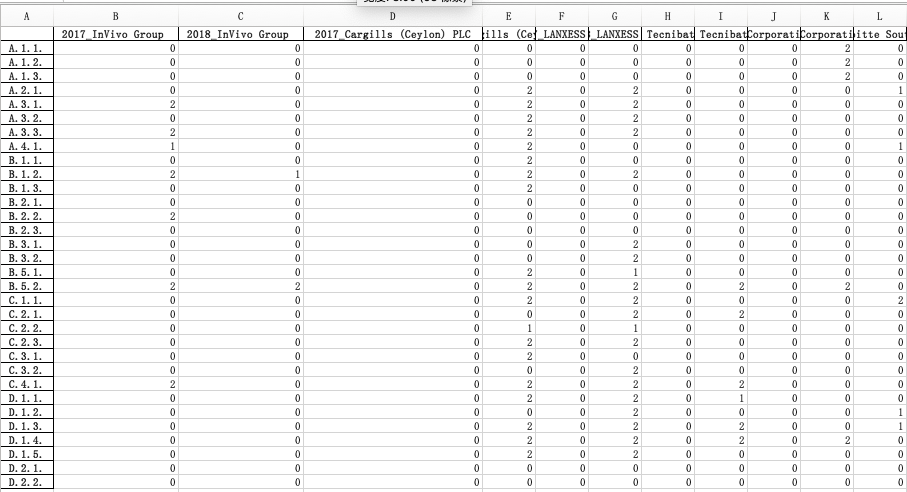 A B C D E F G H I J K L
2017_InVivo Group 2018_InVivo Group 2017_Cargills (Ceylon) PLC ills (Ce _LANXESS _LANXESS Tecnibat Tecnibat Corporati Corporati itte Sou
A.1.1. 0 0 0 0 0 0 0 0 0 2 0
A.1.2. 0 0 0 0 0 0 0 0 0 2 0
A.1.3. 0 0 0 0 0 0 0 0 0 2 0
A.2.1. 0 0 0 2 0 2 0 0 0 0 1
A.3.1. 2 0 0 2 0 2 0 0 0 0 0
A.3.2. 0 0 0 2 0 2 0 0 0 0 0
A.3.3. 2 0 0 2 0 2 0 0 0 0 0
A.4.1. 1 0 0 2 0 0 0 0 0 0 1
B.1.1. 0 0 0 2 0 0 0 0 0 0 0
B.1.2. 2 1 0 2 0 2 0 0 0 0 0
B.1.3. 0 0 0 2 0 0 0 0 0 0 0
B.2.1. 0 0 0 0 0 0 0 0 0 0 0
B.2.2. 2 0 0 0 0 0 0 0 0 0 0
B.2.3. 0 0 0 0 0 0 0 0 0 0 0
B.3.1. 0 0 0 0 0 2 0 0 0 0 0
B.3.2. 0 0 0 0 0 2 0 0 0 0 0
B.5.1. 0 0 0 2 0 1 0 0 0 0 0
B.5.2. 2 2 0 2 0 2 0 2 0 2 0
C.1.1. 0 0 0 2 0 2 0 0 0 0 2
C.2.1. 0 0 0 0 0 2 0 2 0 0 0
C.2.2. 0 0 0 1 0 1 0 0 0 0 0
C.2.3. 0 0 0 2 0 2 0 0 0 0 0
C.3.1. 0 0 0 2 0 0 0 0 0 0 0
C.3.2. 0 0 0 0 0 2 0 0 0 0 0
C.4.1. 2 0 0 2 0 2 0 2 0 0 0
D.1.1. 0 0 0 2 0 2 0 1 0 0 0
D.1.2. 0 0 0 0 0 2 0 0 0 0 1
D.1.3. 0 0 0 2 0 2 0 2 0 0 1
D.1.4. 0 0 0 2 0 2 0 2 0 2 0
D.1.5. 0 0 0 2 0 2 0 0 0 0 0
D.2.1. 0 0 0 0 0 0 0 0 0 0 0
D.2.2. 0 0 0 0 0 0 0 0 0 0 0